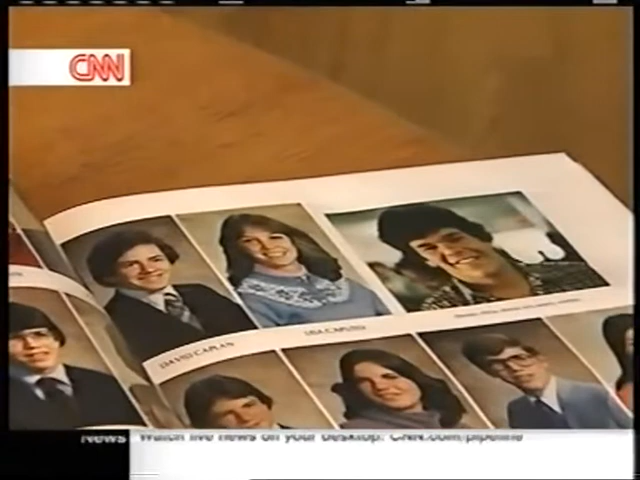 CNN
DAVID CAPLAN
LISA CAPUTO
News Watch live news on your desktop: CNN.com/pipeline